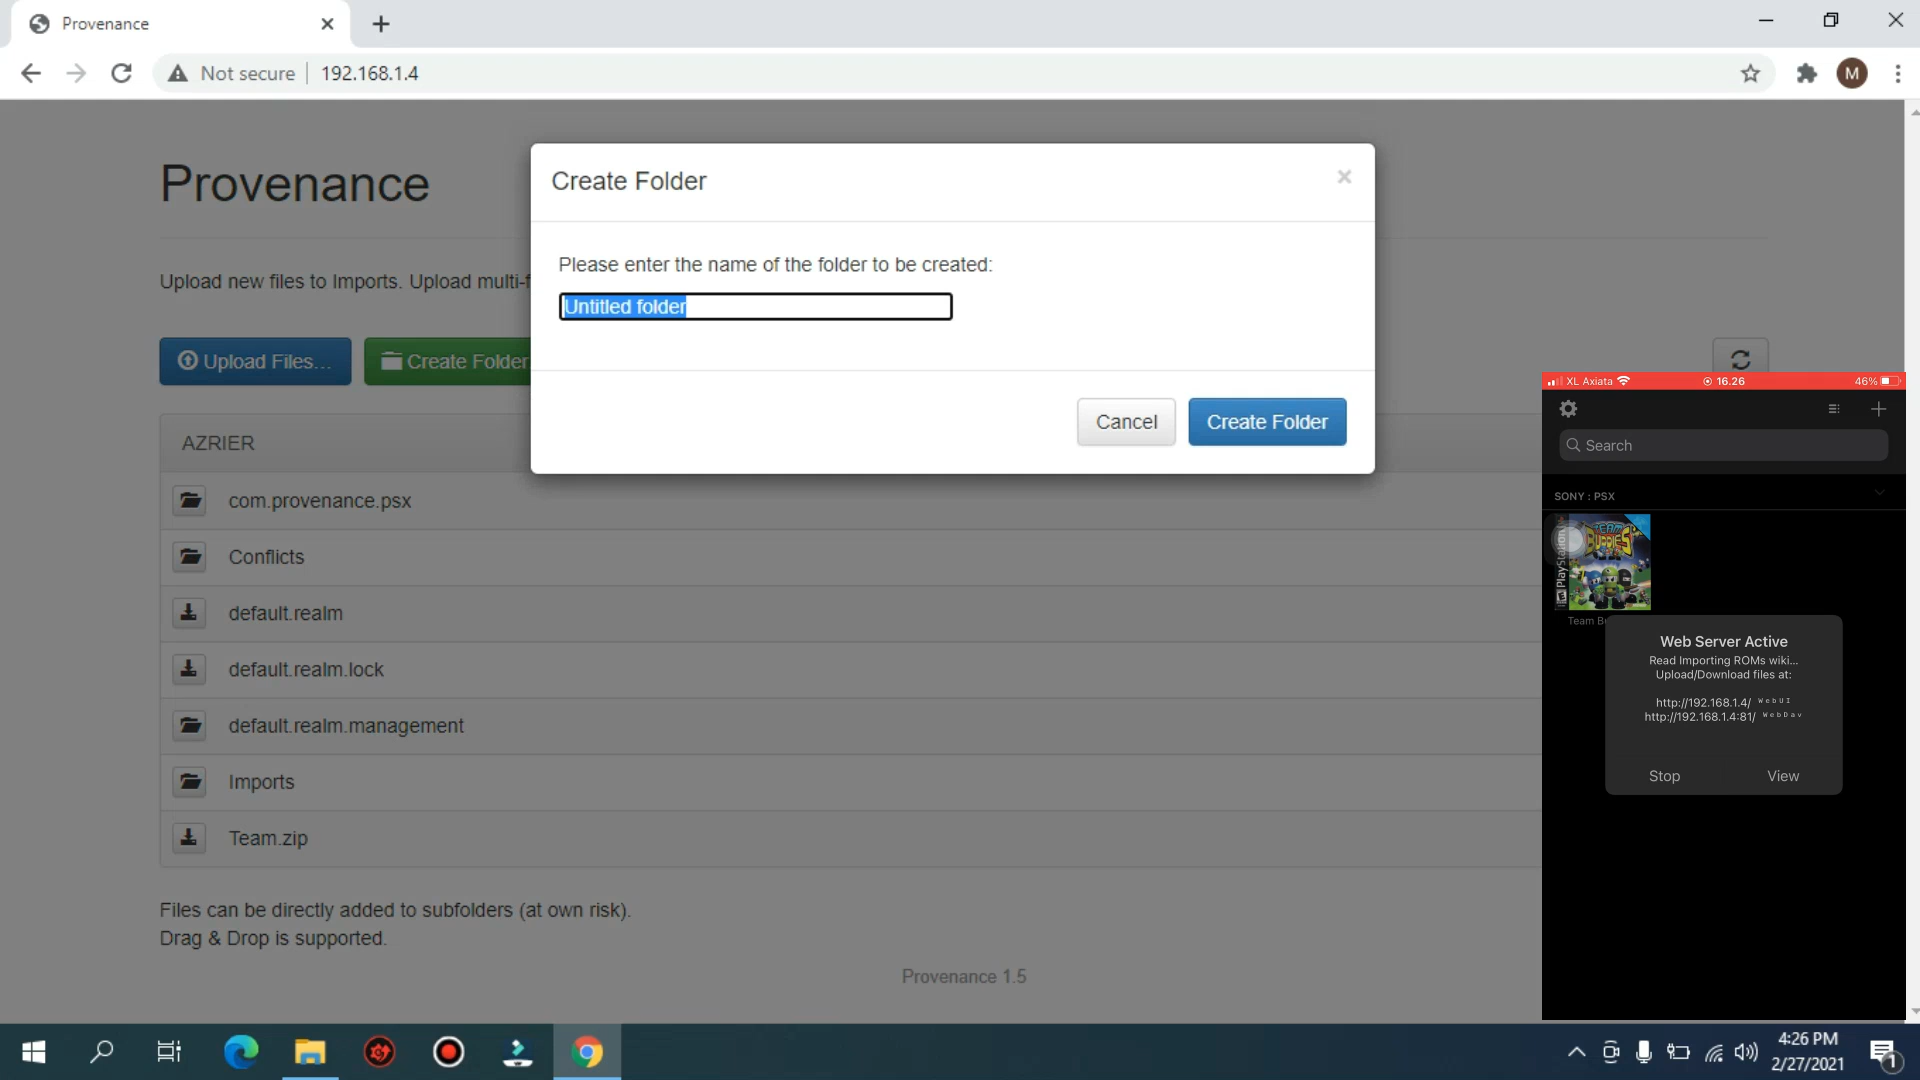 Provenance
Not secure
192.168.1.4
M
Provenance
Upload new files to Imports. Upload multi-f
Upload Files...
Create Folder
AZRIER
com.provenance.psx
Conflicts
default.realm
default.realm.lock
default.realm.management
Imports
Team.zip
Files can be directly added to subfolders (at own risk).
Drag & Drop is supported.
Provenance 1.5
Create Folder
×
Please enter the name of the folder to be created:
Untitled folder
Cancel
Create Folder
XL Axiata
16.26
46%
Search
SONY : PSX
PlayStation
TEAM
BUDDIES
Team B
Web Server Active
Read Importing ROMs wiki...
Upload/Download files at:
http://192.168.1.4/ WebUI
http://192.168.1.4:81/ WebDav
Stop
View
4:26 PM
2/27/2021
1